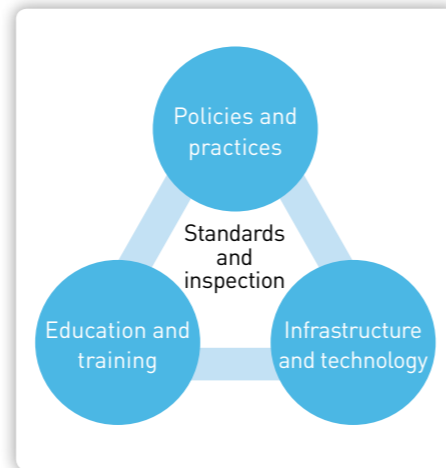 Policies and
practices
Standards
and
inspection
Education and
training
Infrastructure
and technology